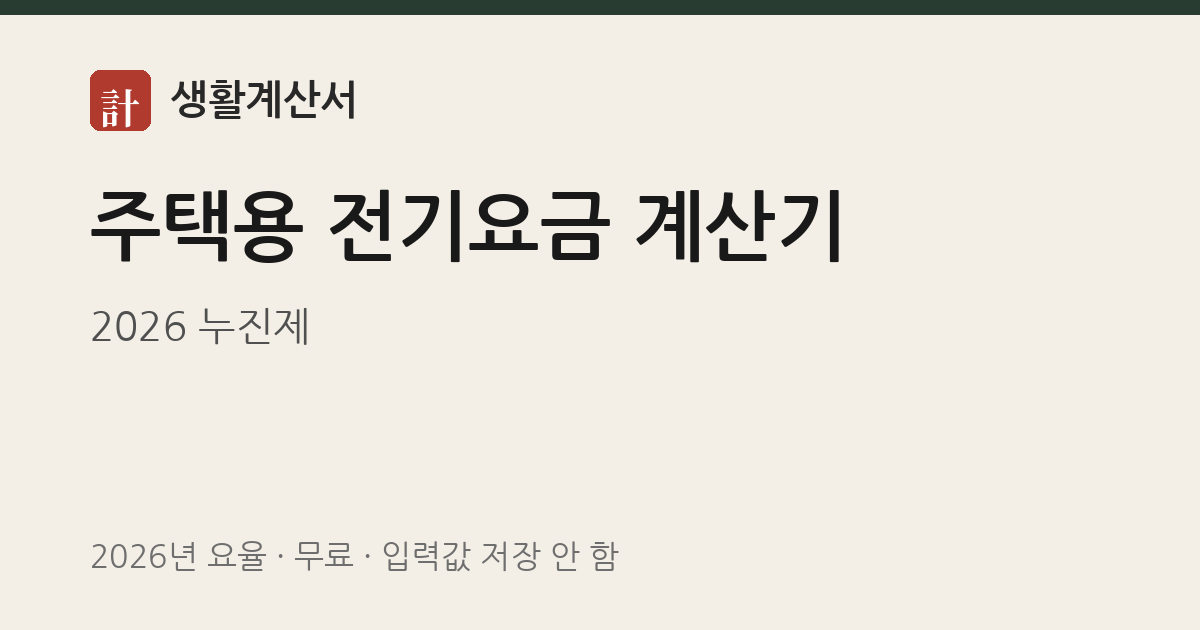 計 생활계산서
주택용 전기요금 계산기
2026 누진제
2026년 요율 · 무료 · 입력값 저장 안 함